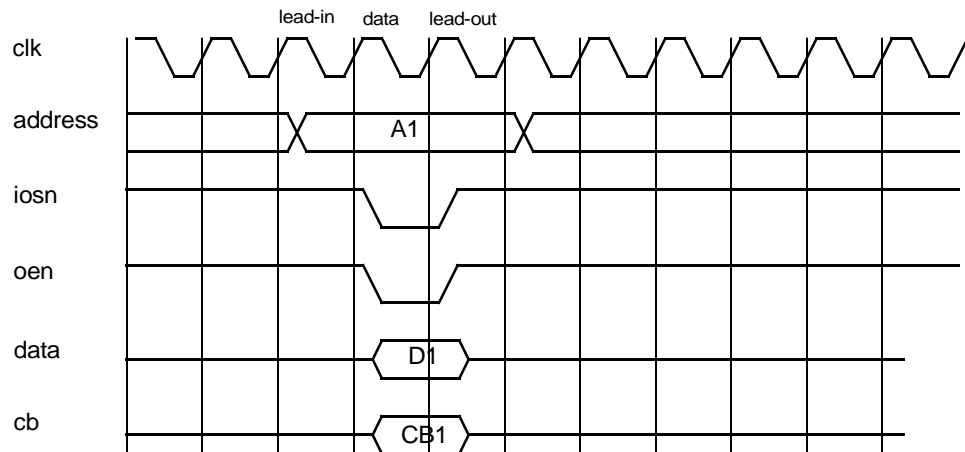 lead-in data lead-out
clk
address
A1
iosn
oen
data
D1
cb
CB1